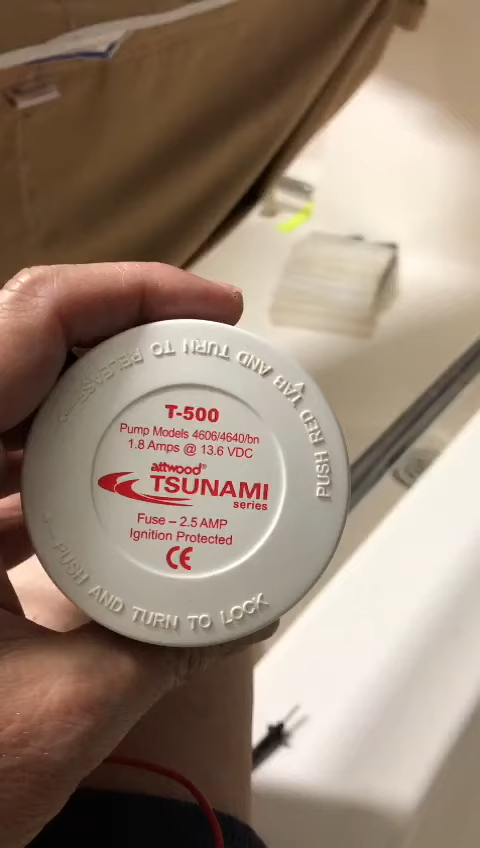 PUSH RED TAB AND TURN TO RELEASE
T-500
Pump Models 4606/4640/bn
1.8 Amps @ 13.6 VDC
attwood®
TSUNAMI
series
Fuse – 2.5 AMP
Ignition Protected
CE
PUSH AND TURN TO LOCK